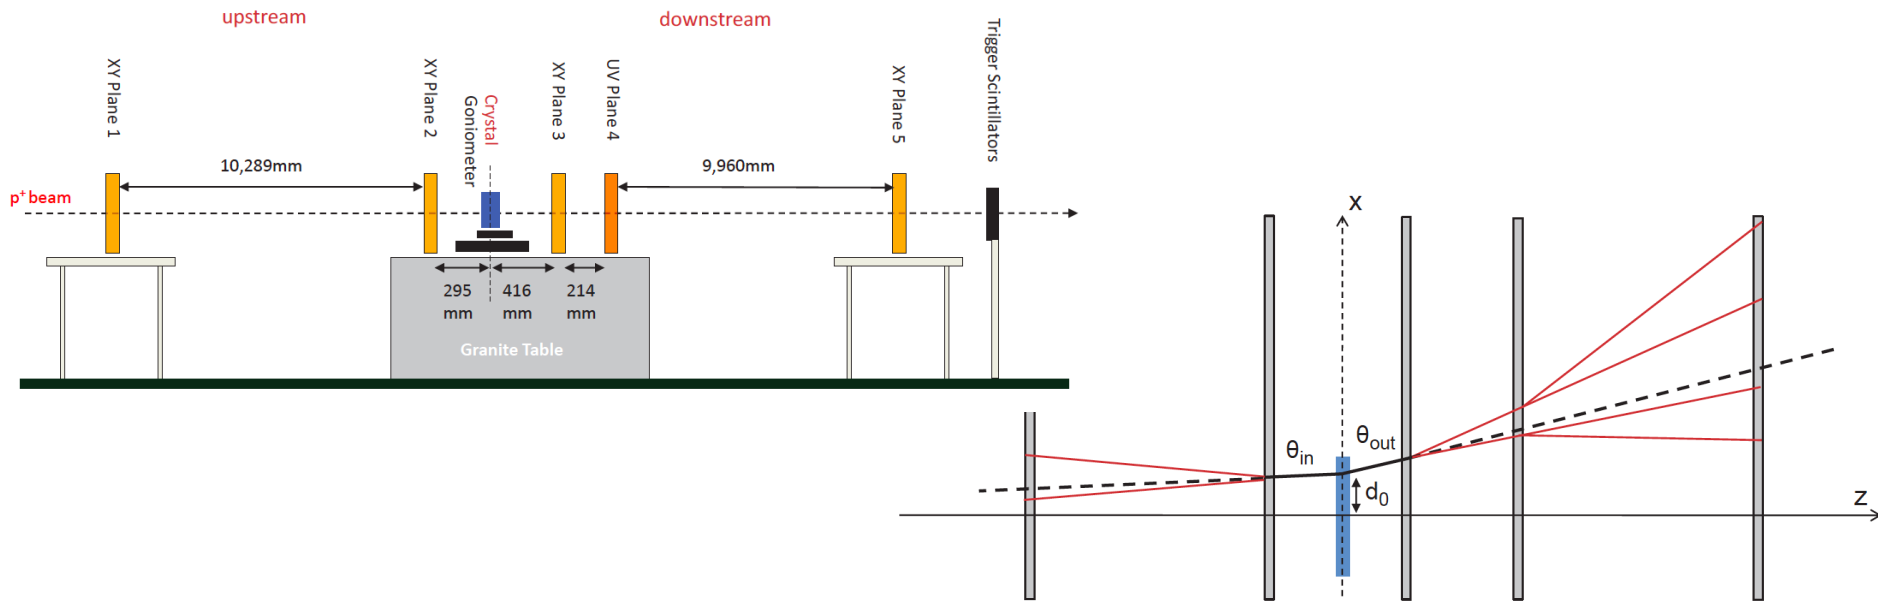 upstream
downstream
XY Plane 1
XY Plane 2
Goniometer
Crystal
XY Plane 3
UV Plane 4
XY Plane 5
Trigger Scintillators
10,289mm
9,960mm
p⁺ beam
295
mm
416
mm
214
mm
Granite Table
x
θin
θout
d0
z